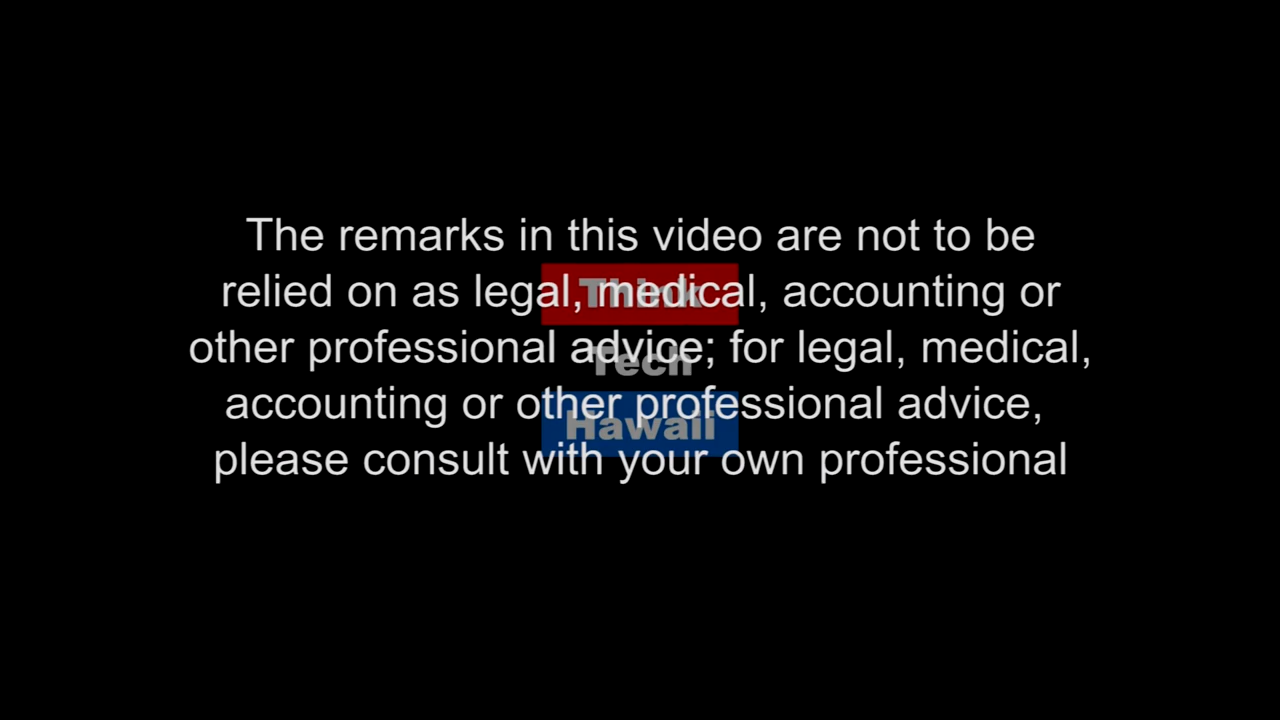 The remarks in this video are not to be
relied on as legal, medical, accounting or
other professional advice; for legal, medical,
accounting or other professional advice,
please consult with your own professional
Think
Tech
Hawaii